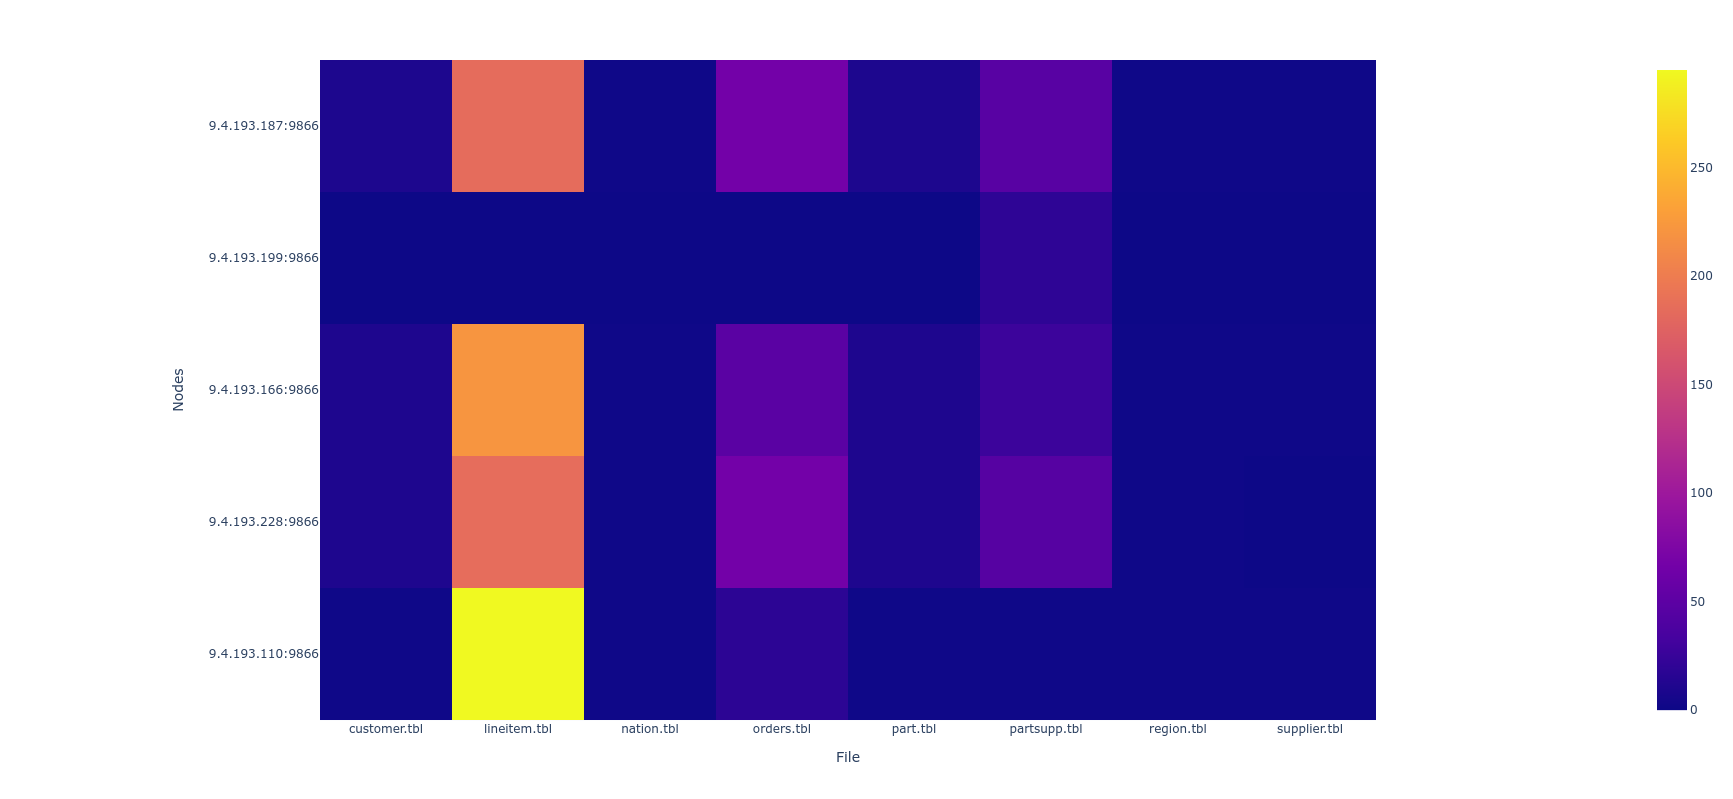 9.4.193.187:9866
9.4.193.199:9866
9.4.193.166:9866
9.4.193.228:9866
9.4.193.110:9866
Nodes
customer.tbl
lineitem.tbl
nation.tbl
orders.tbl
part.tbl
partsupp.tbl
region.tbl
supplier.tbl
File
250
200
150
100
50
0